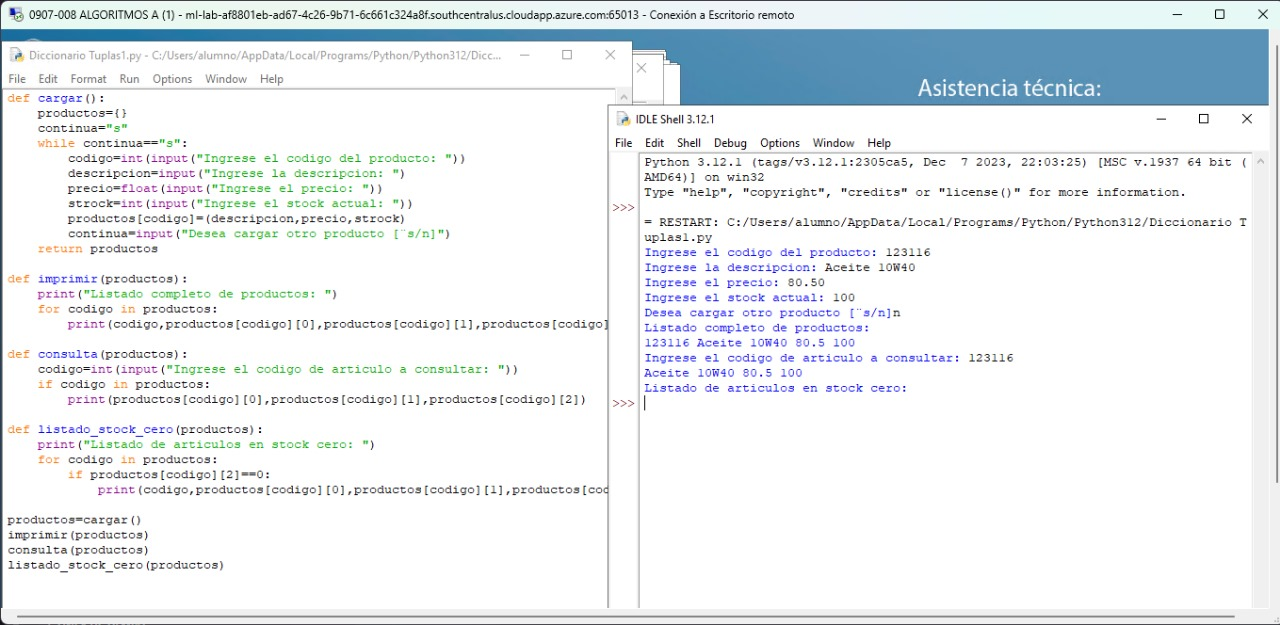 0907-008 ALGORITMOS A (1) - ml-lab-af8801eb-ad67-4c26-9b71-6c661c324a8f.southcentralus.cloudapp.azure.com:65013 - Conexión a Escritorio remoto
Diccionario Tuplas1.py - C:/Users/alumno/AppData/Local/Programs/Python/Python312/Dicc...
File Edit Format Run Options Window Help
def cargar():
    productos={}
    continua="s"
    while continua=="s":
        codigo=int(input("Ingrese el codigo del producto: "))
        descripcion=input("Ingrese la descripcion: ")
        precio=float(input("Ingrese el precio: "))
        strock=int(input("Ingrese el stock actual: "))
        productos[codigo]=(descripcion,precio,strock)
        continua=input("Desea cargar otro producto [¨s/n]")
    return productos
def imprimir(productos):
    print("Listado completo de productos: ")
    for codigo in productos:
        print(codigo,productos[codigo][0],productos[codigo][1],productos[codigo]
def consulta(productos):
    codigo=int(input("Ingrese el codigo de articulo a consultar: "))
    if codigo in productos:
        print(productos[codigo][0],productos[codigo][1],productos[codigo][2])
def listado_stock_cero(productos):
    print("Listado de articulos en stock cero: ")
    for codigo in productos:
        if productos[codigo][2]==0:
            print(codigo,productos[codigo][0],productos[codigo][1],productos[cod
productos=cargar()
imprimir(productos)
consulta(productos)
listado_stock_cero(productos)
Asistencia técnica:
IDLE Shell 3.12.1
File Edit Shell Debug Options Window Help
Python 3.12.1 (tags/v3.12.1:2305ca5, Dec  7 2023, 22:03:25) [MSC v.1937 64 bit (
AMD64)] on win32
Type "help", "copyright", "credits" or "license()" for more information.
>>>
= RESTART: C:/Users/alumno/AppData/Local/Programs/Python/Python312/Diccionario T
uplas1.py
Ingrese el codigo del producto: 123116
Ingrese la descripcion: Aceite 10W40
Ingrese el precio: 80.50
Ingrese el stock actual: 100
Desea cargar otro producto [¨s/n]n
Listado completo de productos:
123116 Aceite 10W40 80.5 100
Ingrese el codigo de articulo a consultar: 123116
Aceite 10W40 80.5 100
Listado de articulos en stock cero:
>>>